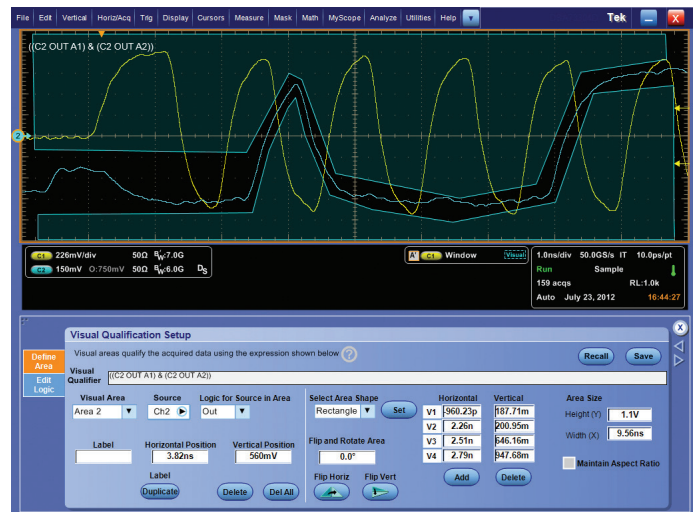 File Edit Vertical Horiz/Acq Trig Display Cursors Measure Mask Math MyScope Analyze Utilities Help Tek X
((C2 OUT A1) & (C2 OUT A2))
2
C1 226mV/div 50Ω BW:7.0G
C2 150mV O:750mV 50Ω BW:6.0G DS
A' C1 Window Visual
1.0ns/div 50.0GS/s IT 10.0ps/pt
Run Sample
159 acqs RL:1.0k
Auto July 23, 2012 16:44:27
Visual Qualification Setup X
Define Area
Edit Logic
Visual areas qualify the acquired data using the expression shown below ?
Recall Save
Visual Qualifier ((C2 OUT A1) & (C2 OUT A2))
Visual Area Source Logic for Source in Area
Area 2 Ch2 Out
Label Horizontal Position Vertical Position
3.82ns 560mV
Label
Duplicate Delete Del All
Select Area Shape
Rectangle Set
Flip and Rotate Area
0.0°
Flip Horiz Flip Vert
Horizontal Vertical
V1 -960.23p 187.71m
V2 2.26n 200.95m
V3 2.51n 646.16m
V4 2.79n 947.68m
Add Delete
Area Size
Height (Y) 1.1V
Width (X) 9.56ns
Maintain Aspect Ratio